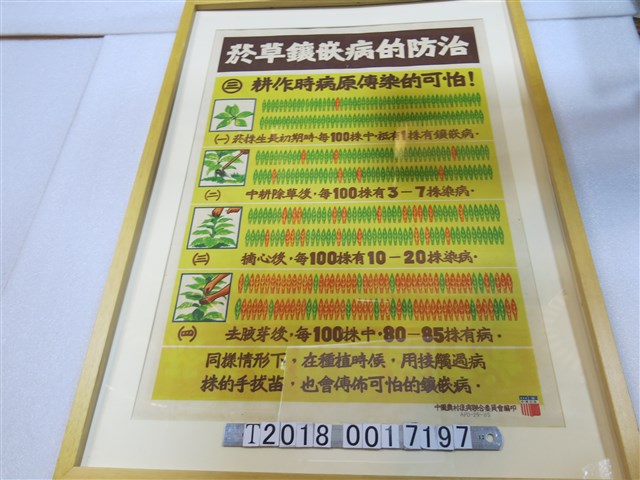 菸草鑲嵌病的防治
㊂ 耕作時病原傳染的可怕!
(一)菸株生長初期時,每100株中,祗有1株有鑲嵌病.
(二) 中耕除草後,每100株有3-7株染病.
(三) 摘心後,每100株有10-20株染病.
(四) 去腋芽後,每100株中,80-85株有病.
同樣情形下,在種植時候,用接觸過病
株的手拔苗,也會傳佈可怕的鑲嵌病.
中國農村復興聯合委員會編印
T2018 0017197